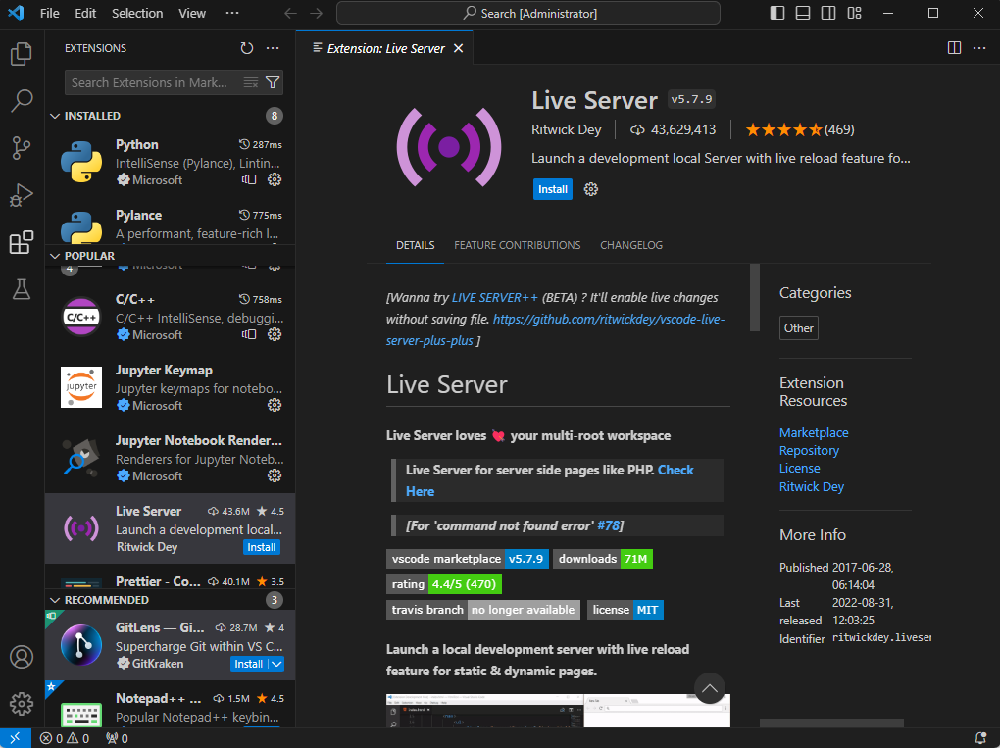 File Edit Selection View ···
Search [Administrator]
EXTENSIONS
Extension: Live Server
Search Extensions in Mark...
INSTALLED 8
Python 287ms
IntelliSense (Pylance), Lintin...
Microsoft
Pylance 775ms
A performant, feature-rich l...
POPULAR
4 Microsoft
C/C++
C/C++ 758ms
C/C++ IntelliSense, debuggi...
Microsoft
jupyter
Jupyter Keymap
Jupyter keymaps for notebo...
Microsoft
Jupyter Notebook Render...
Renderers for Jupyter Noteb...
Microsoft
Live Server 43.6M 4.5
Launch a development local...
Ritwick Dey Install
Prettier - Co... 40.1M 3.5
RECOMMENDED 3
GitLens — Gi... 28.7M 4
Supercharge Git within VS C...
GitKraken Install
Notepad++ ... 1.5M 4.5
Popular Notepad++ keybin...
Live Server v5.7.9
Ritwick Dey 43,629,413 (469)
Launch a development local Server with live reload feature fo...
Install
DETAILS FEATURE CONTRIBUTIONS CHANGELOG
[Wanna try LIVE SERVER++ (BETA) ? It'll enable live changes
without saving file. https://github.com/ritwickdey/vscode-live-
server-plus-plus ]
Live Server
Live Server loves 💘 your multi-root workspace
Live Server for server side pages like PHP. Check
Here
[For 'command not found error' #78]
vscode marketplace v5.7.9 downloads 71M
rating 4.4/5 (470)
travis branch no longer available license MIT
Launch a local development server with live reload
feature for static & dynamic pages.
Categories
Other
Extension
Resources
Marketplace
Repository
License
Ritwick Dey
More Info
Published 2017-06-28,
06:14:04
Last 2022-08-31,
released 12:03:25
Identifier ritwickdey.liveser
0 0 0